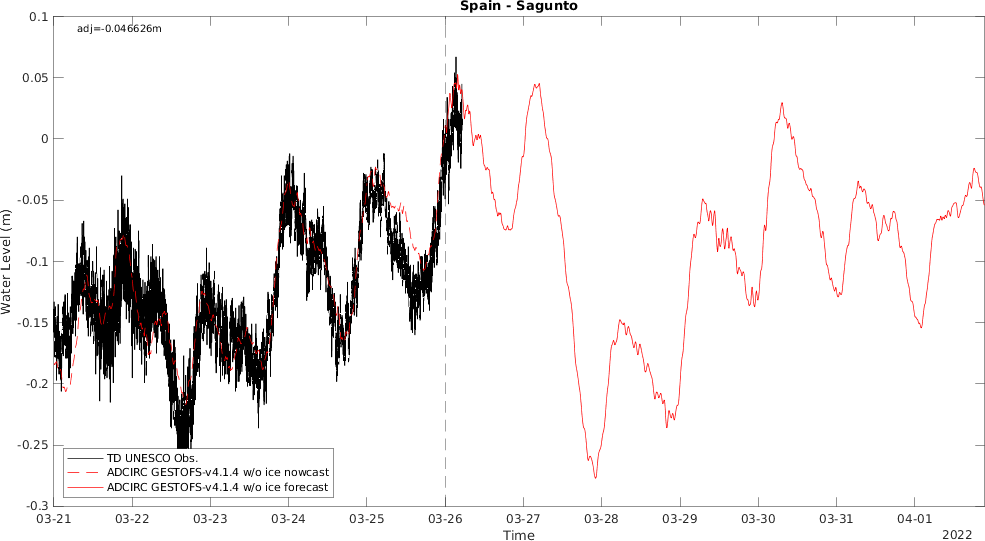 Spain - Sagunto
adj=-0.046626m
0.1
0.05
0
-0.05
-0.1
-0.15
-0.2
-0.25
-0.3
Water Level (m)
TD UNESCO Obs.
ADCIRC GESTOFS-v4.1.4 w/o ice nowcast
ADCIRC GESTOFS-v4.1.4 w/o ice forecast
03-21 03-22 03-23 03-24 03-25 03-26 03-27 03-28 03-29 03-30 03-31 04-01
Time
2022